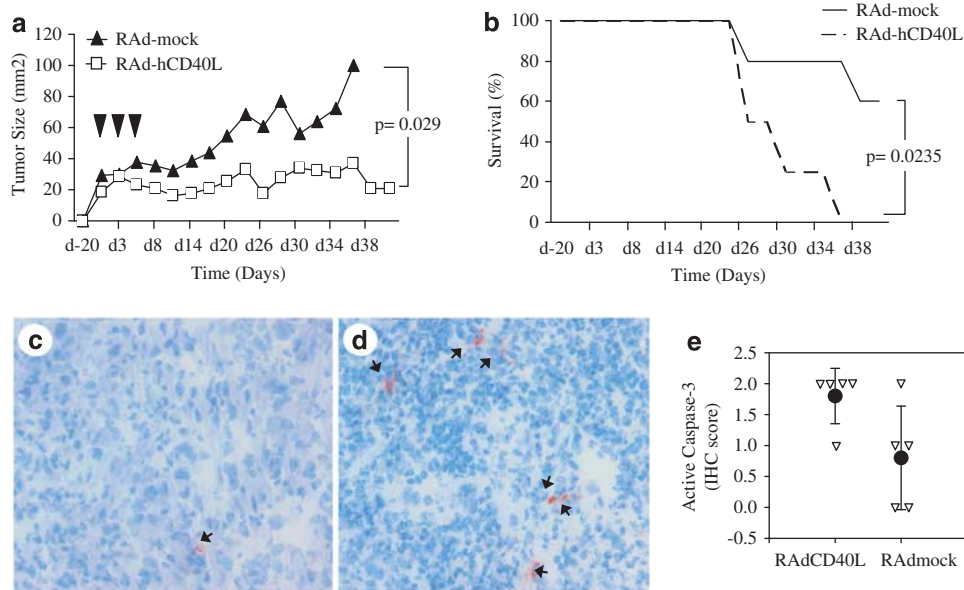 a
RAd-mock
RAd-hCD40L
Tumor Size (mm2)
120
100
80
60
40
20
0
p= 0.029
d-20 d3 d8 d14 d20 d26 d30 d34 d38
Time (Days)
b
RAd-mock
RAd-hCD40L
Survival (%)
100
80
60
40
20
0
p= 0.0235
d-20 d3 d8 d14 d20 d26 d30 d34 d38
Time (Days)
c
d
e
Active Caspase-3
(IHC score)
2.5
2.0
1.5
1.0
0.5
0.0
-0.5
RAdCD40L RAdmock